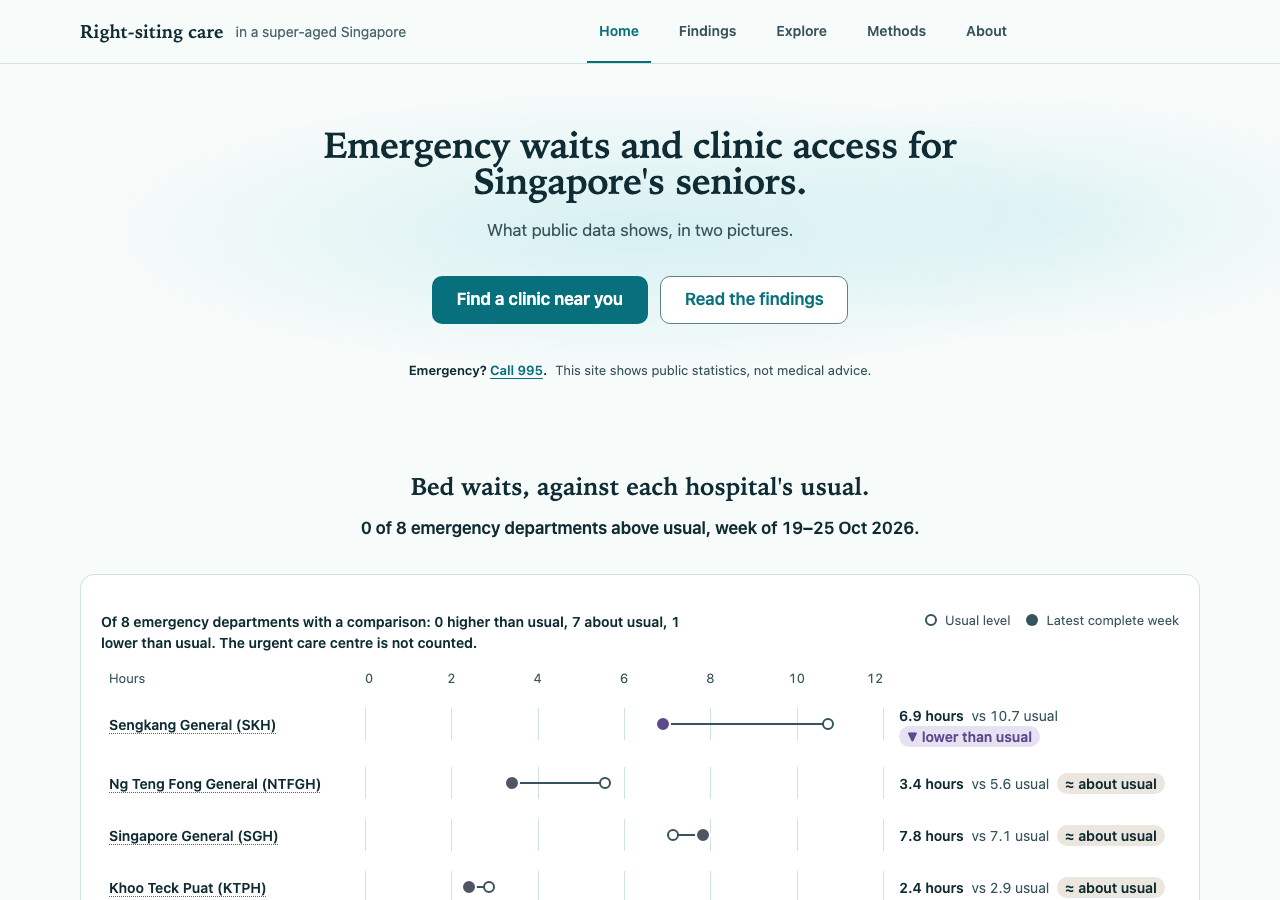 Right-siting care in a super-aged Singapore
Home Findings Explore Methods About
Emergency waits and clinic access for
Singapore's seniors.
What public data shows, in two pictures.
Find a clinic near you Read the findings
Emergency? Call 995. This site shows public statistics, not medical advice.
Bed waits, against each hospital's usual.
0 of 8 emergency departments above usual, week of 19–25 Oct 2026.
Of 8 emergency departments with a comparison: 0 higher than usual, 7 about usual, 1
lower than usual. The urgent care centre is not counted.
Usual level Latest complete week
Hours 0 2 4 6 8 10 12
Sengkang General (SKH) 6.9 hours vs 10.7 usual
▼ lower than usual
Ng Teng Fong General (NTFGH) 3.4 hours vs 5.6 usual ≈ about usual
Singapore General (SGH) 7.8 hours vs 7.1 usual ≈ about usual
Khoo Teck Puat (KTPH) 2.4 hours vs 2.9 usual ≈ about usual